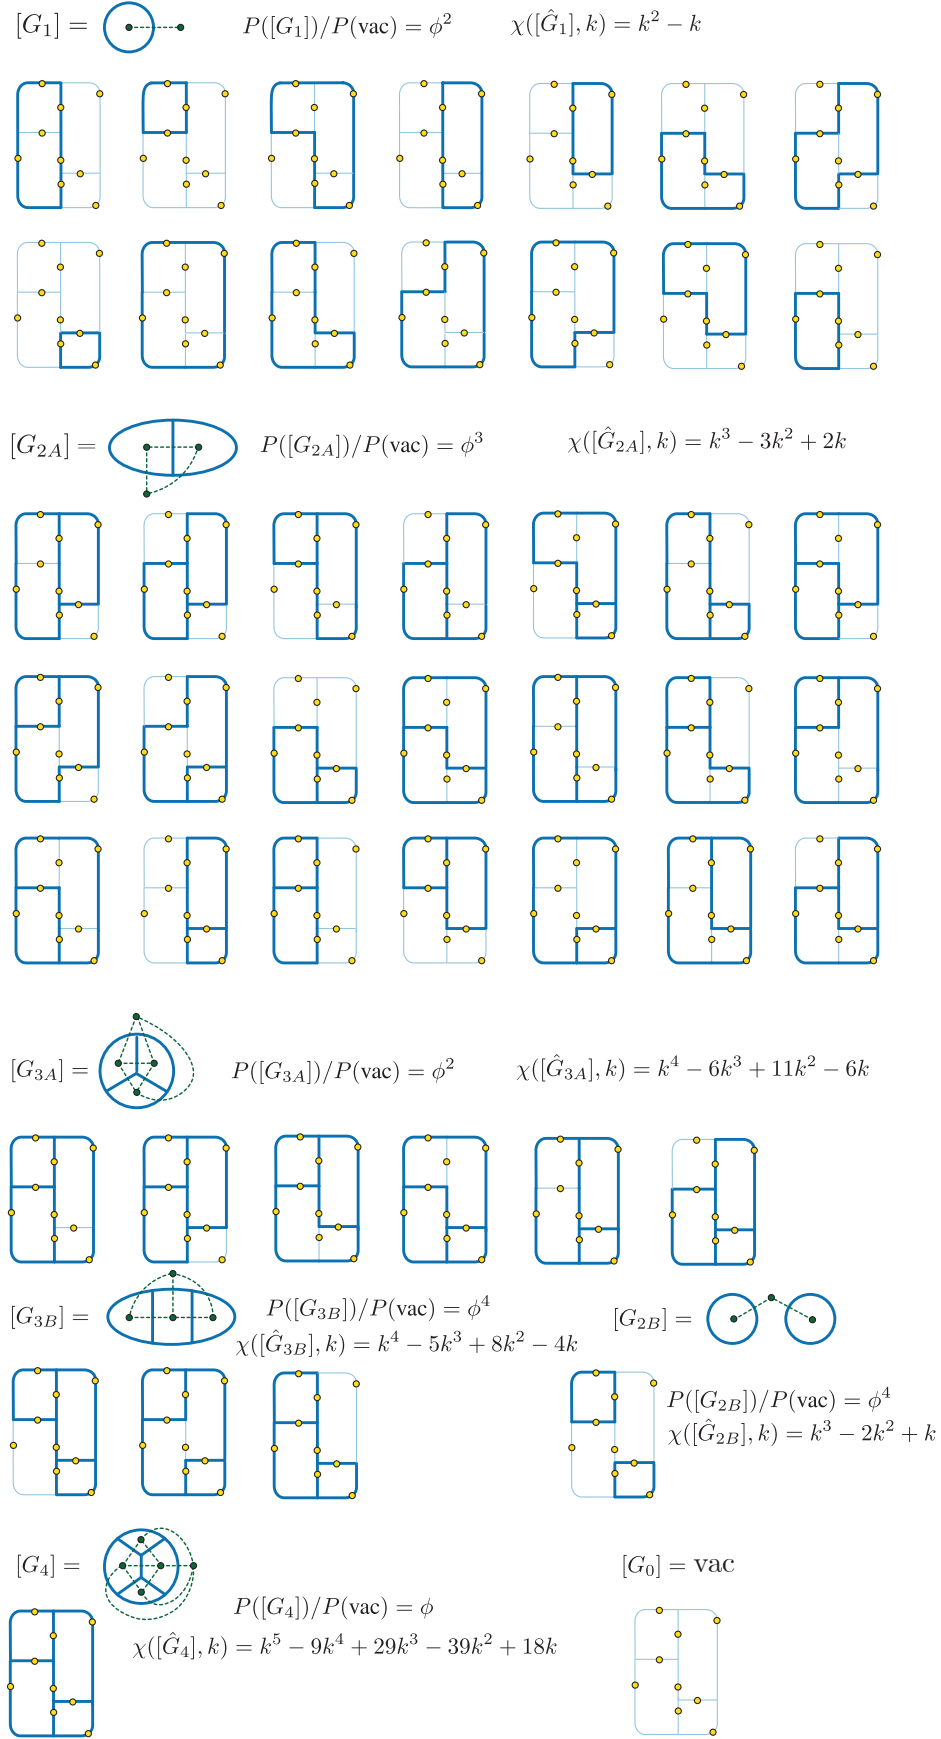 [G₁] = P([G₁])/P(vac) = ϕ² χ([Ĝ₁], k) = k² − k
[G₂A] = P([G₂A])/P(vac) = ϕ³ χ([Ĝ₂A], k) = k³ − 3k² + 2k
[G₃A] = P([G₃A])/P(vac) = ϕ² χ([Ĝ₃A], k) = k⁴ − 6k³ + 11k² − 6k
[G₃B] = P([G₃B])/P(vac) = ϕ⁴
χ([Ĝ₃B], k) = k⁴ − 5k³ + 8k² − 4k
[G₂B] =
P([G₂B])/P(vac) = ϕ⁴
χ([Ĝ₂B], k) = k³ − 2k² + k
[G₄] =
P([G₄])/P(vac) = ϕ
χ([Ĝ₄], k) = k⁵ − 9k⁴ + 29k³ − 39k² + 18k
[G₀] = vac